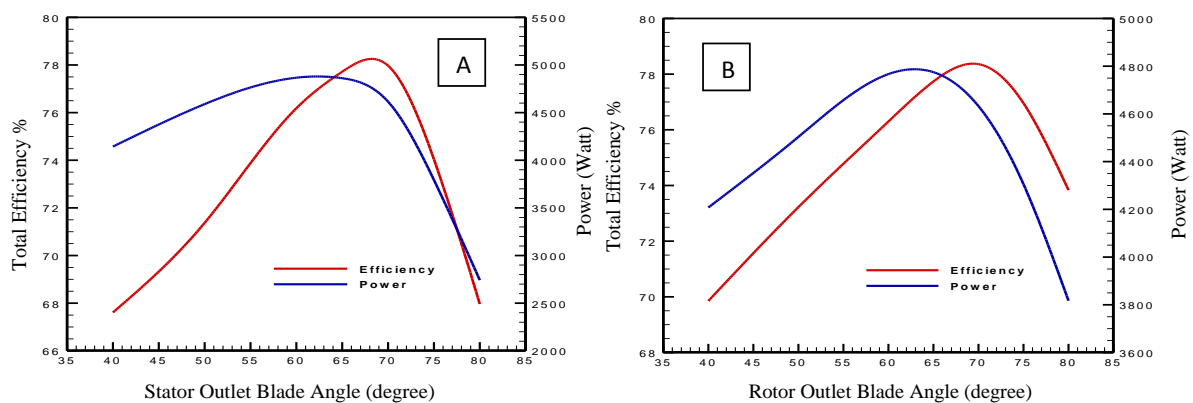 80
78
76
74
72
70
68
66
Total Efficiency %
A
5500
5000
4500
4000
3500
3000
2500
2000
Power (Watt)
Efficiency
Power
35 40 45 50 55 60 65 70 75 80 85
Stator Outlet Blade Angle (degree)
80
78
76
74
72
70
68
Total Efficiency %
B
5000
4800
4600
4400
4200
4000
3800
3600
Power (Watt)
Efficiency
Power
35 40 45 50 55 60 65 70 75 80 85
Rotor Outlet Blade Angle (degree)